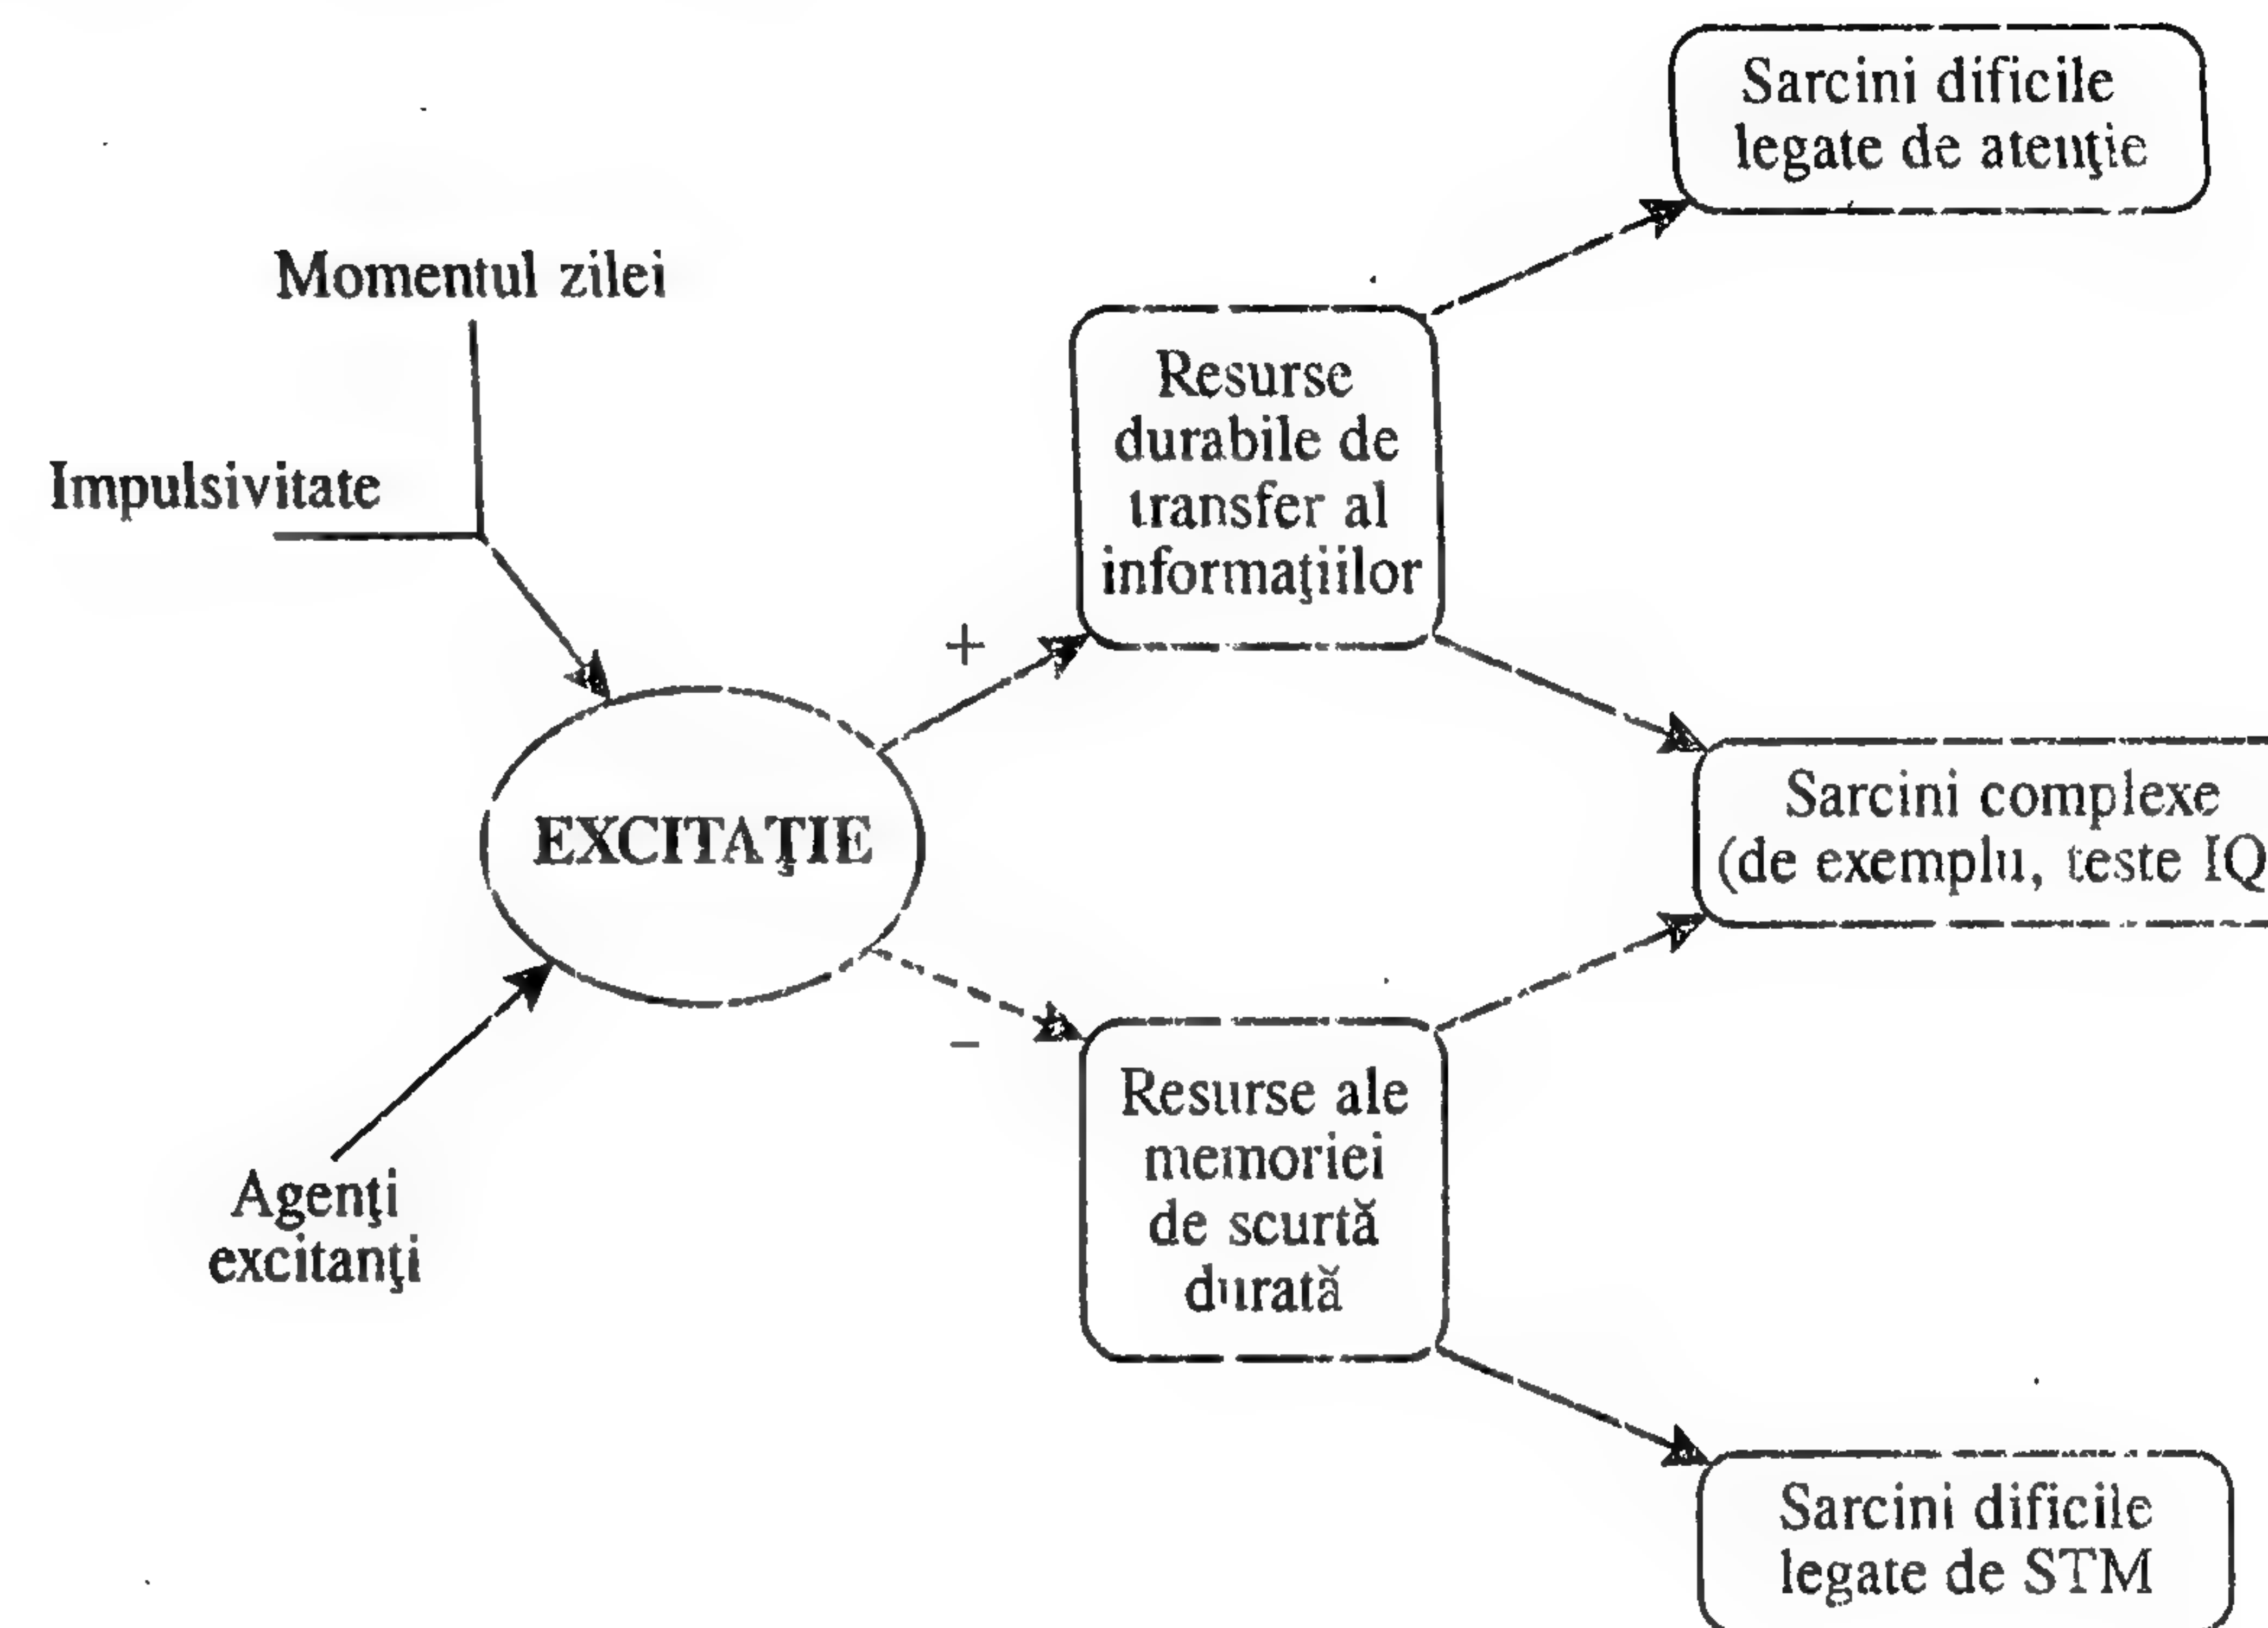 Sarcini dificile
legate de atenţie
Momentul zilei
Impulsivitate
Resurse
durabile de
transfer al
informaţiilor
+
EXCITAŢIE
Sarcini complexe
(de exemplu, teste IQ
–
Agenţi
excitanţi
Resurse ale
memoriei
de scurtă
durată
Sarcini dificile
legate de STM